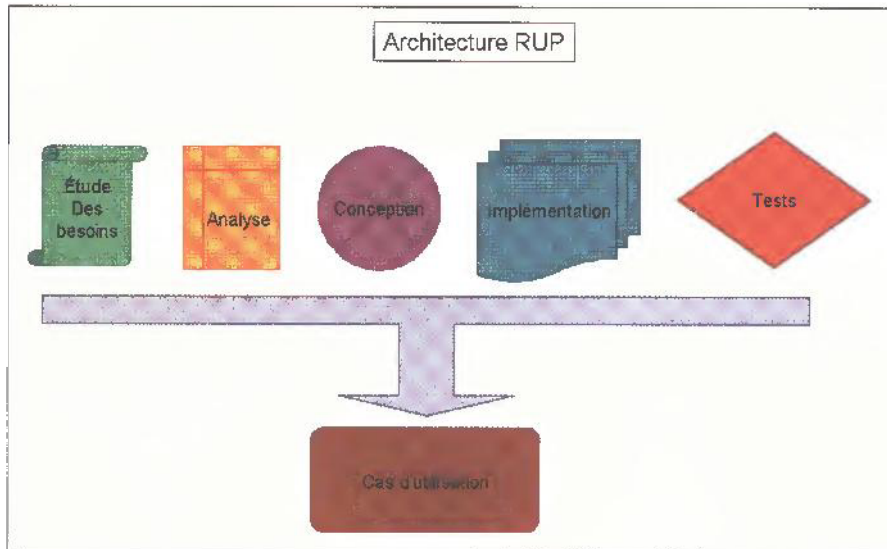 Architecture RUP
Étude
Des
besoins
Analyse
Conception
Implémentation
Tests
Cas d'utilisation